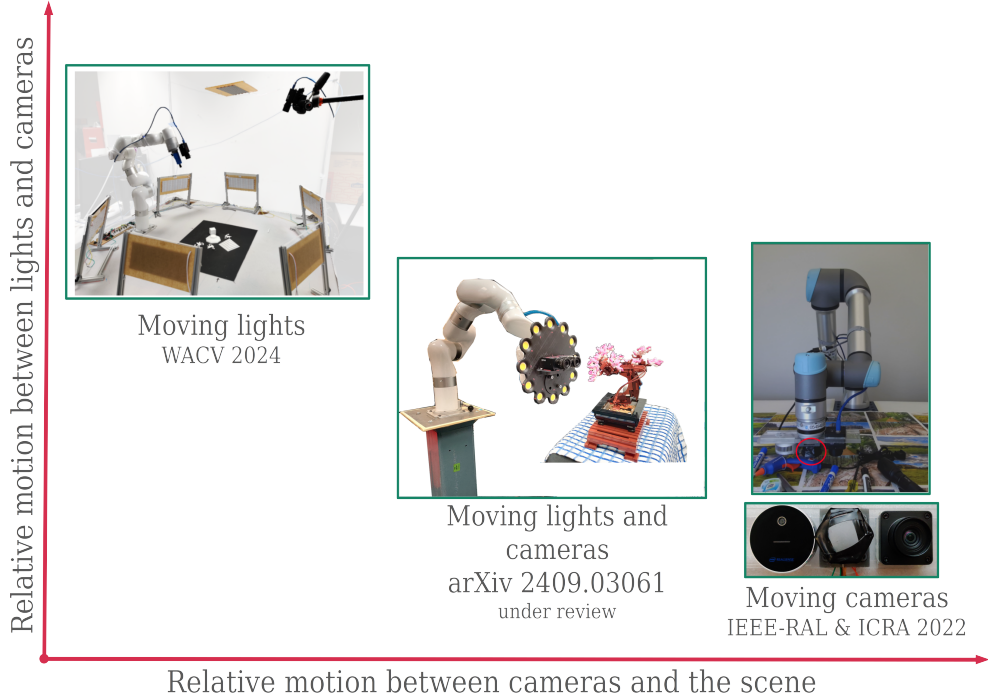 Relative motion between lights and cameras
Moving lights
WACV 2024
Moving lights and
cameras
arXiv 2409.03061
under review
Moving cameras
IEEE-RAL & ICRA 2022
Relative motion between cameras and the scene